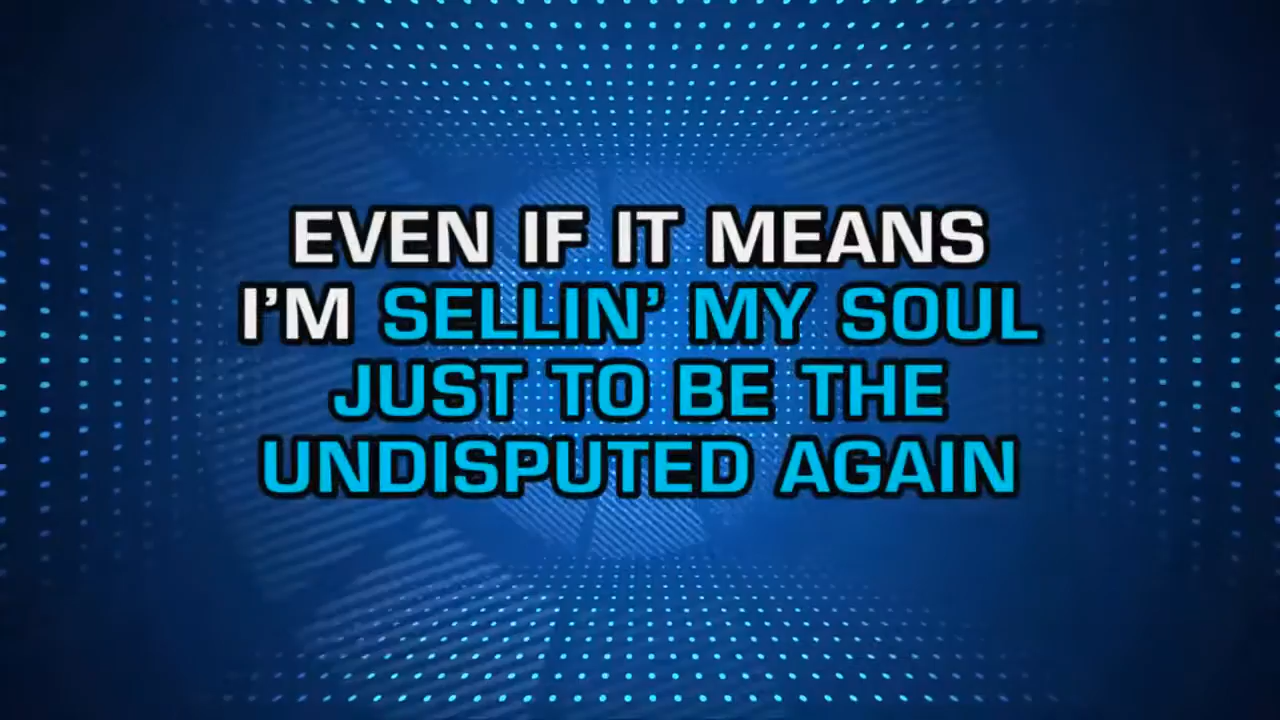 EVEN IF IT MEANS
I'M SELLIN' MY SOUL
JUST TO BE THE
UNDISPUTED AGAIN